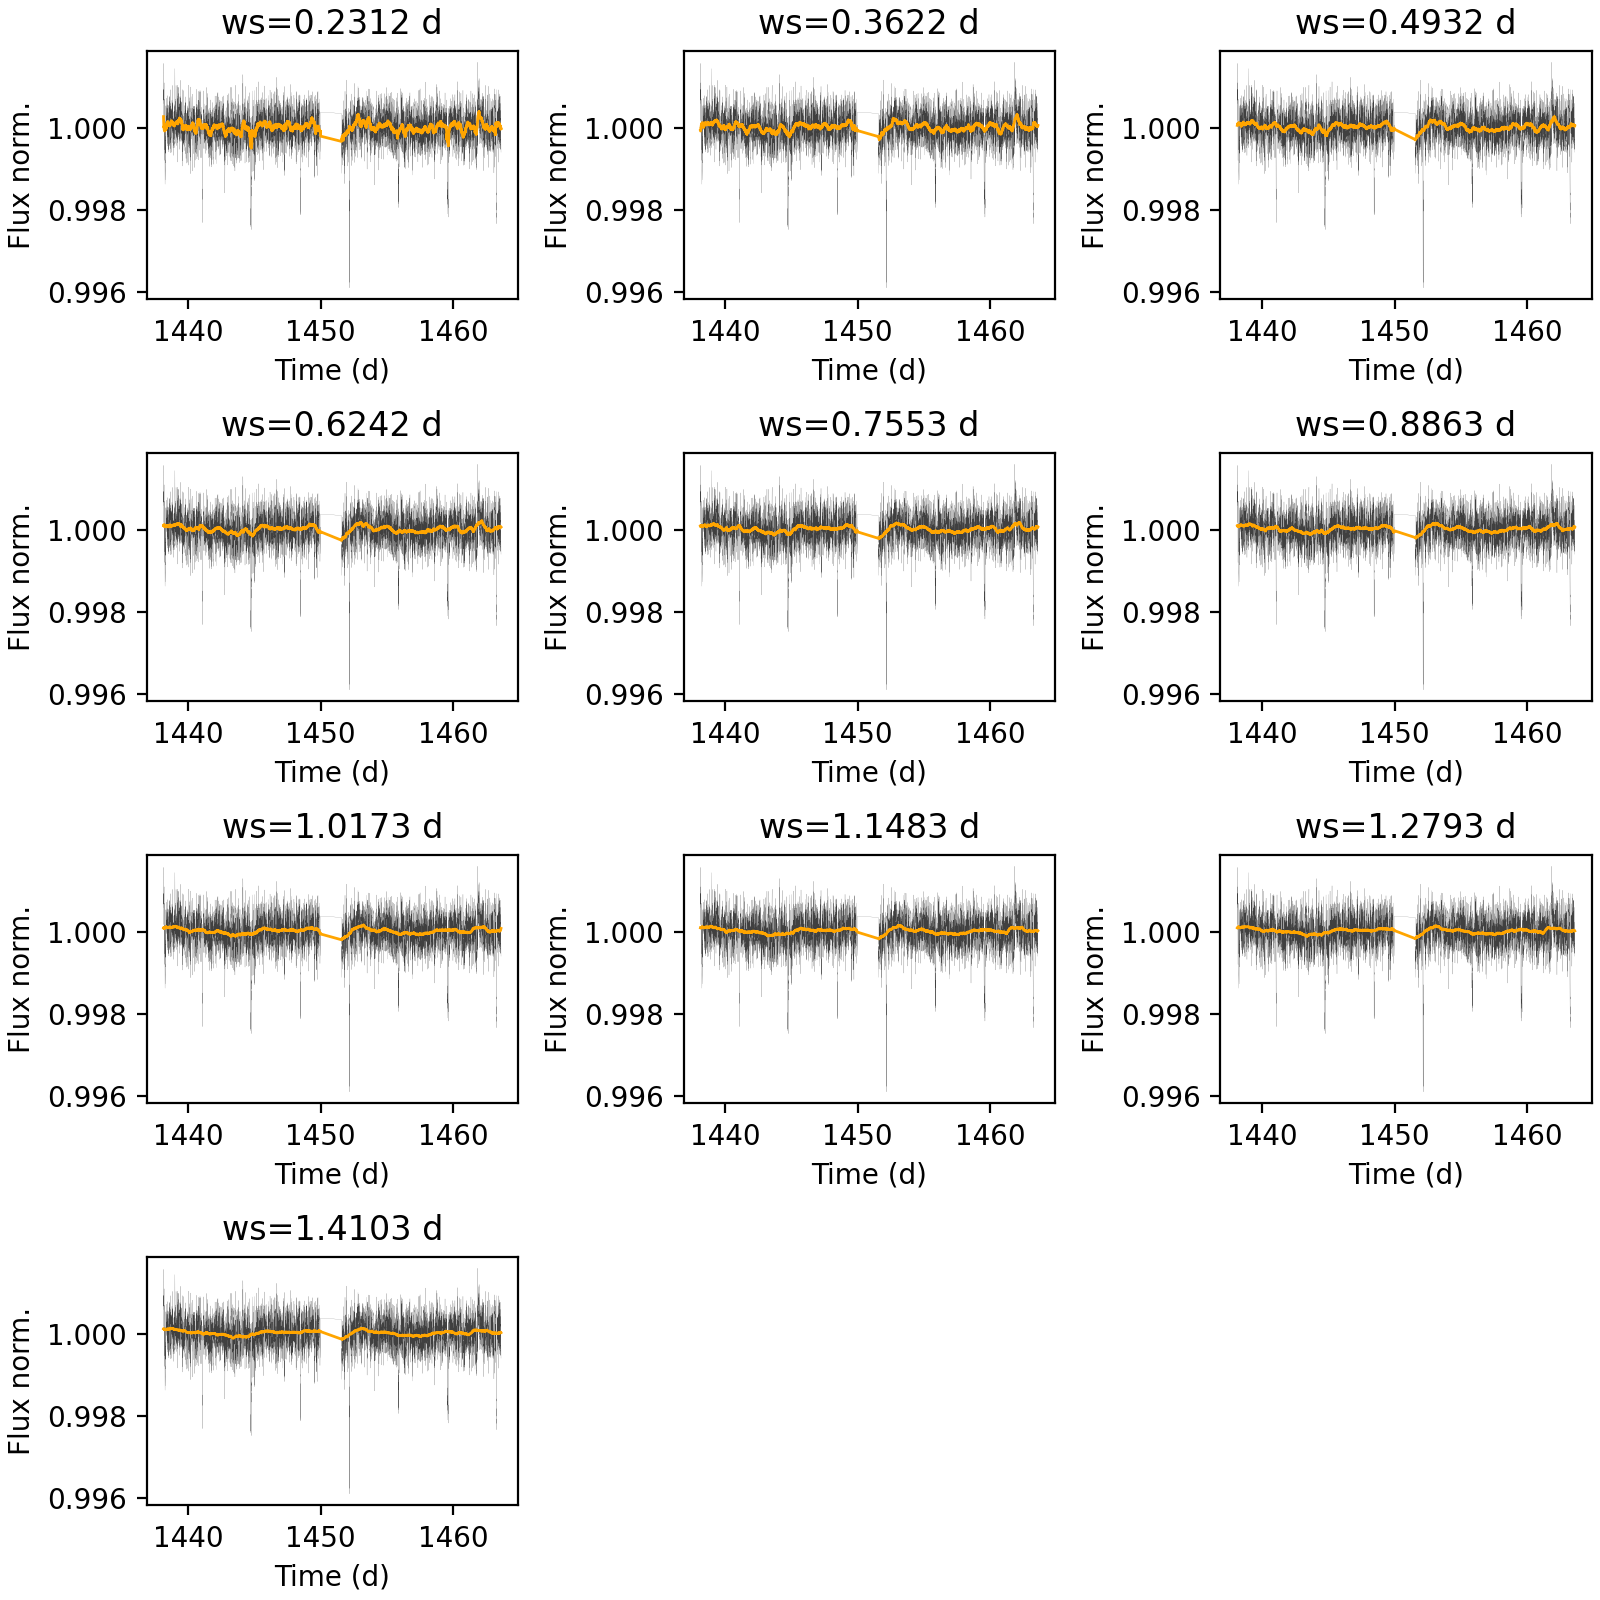 ws=0.2312 d ws=0.3622 d ws=0.4932 d
Flux norm. Flux norm. Flux norm.
1.000 1.000 1.000
0.998 0.998 0.998
0.996 0.996 0.996
1440 1450 1460 1440 1450 1460 1440 1450 1460
Time (d) Time (d) Time (d)
ws=0.6242 d ws=0.7553 d ws=0.8863 d
Flux norm. Flux norm. Flux norm.
1.000 1.000 1.000
0.998 0.998 0.998
0.996 0.996 0.996
1440 1450 1460 1440 1450 1460 1440 1450 1460
Time (d) Time (d) Time (d)
ws=1.0173 d ws=1.1483 d ws=1.2793 d
Flux norm. Flux norm. Flux norm.
1.000 1.000 1.000
0.998 0.998 0.998
0.996 0.996 0.996
1440 1450 1460 1440 1450 1460 1440 1450 1460
Time (d) Time (d) Time (d)
ws=1.4103 d
Flux norm.
1.000
0.998
0.996
1440 1450 1460
Time (d)